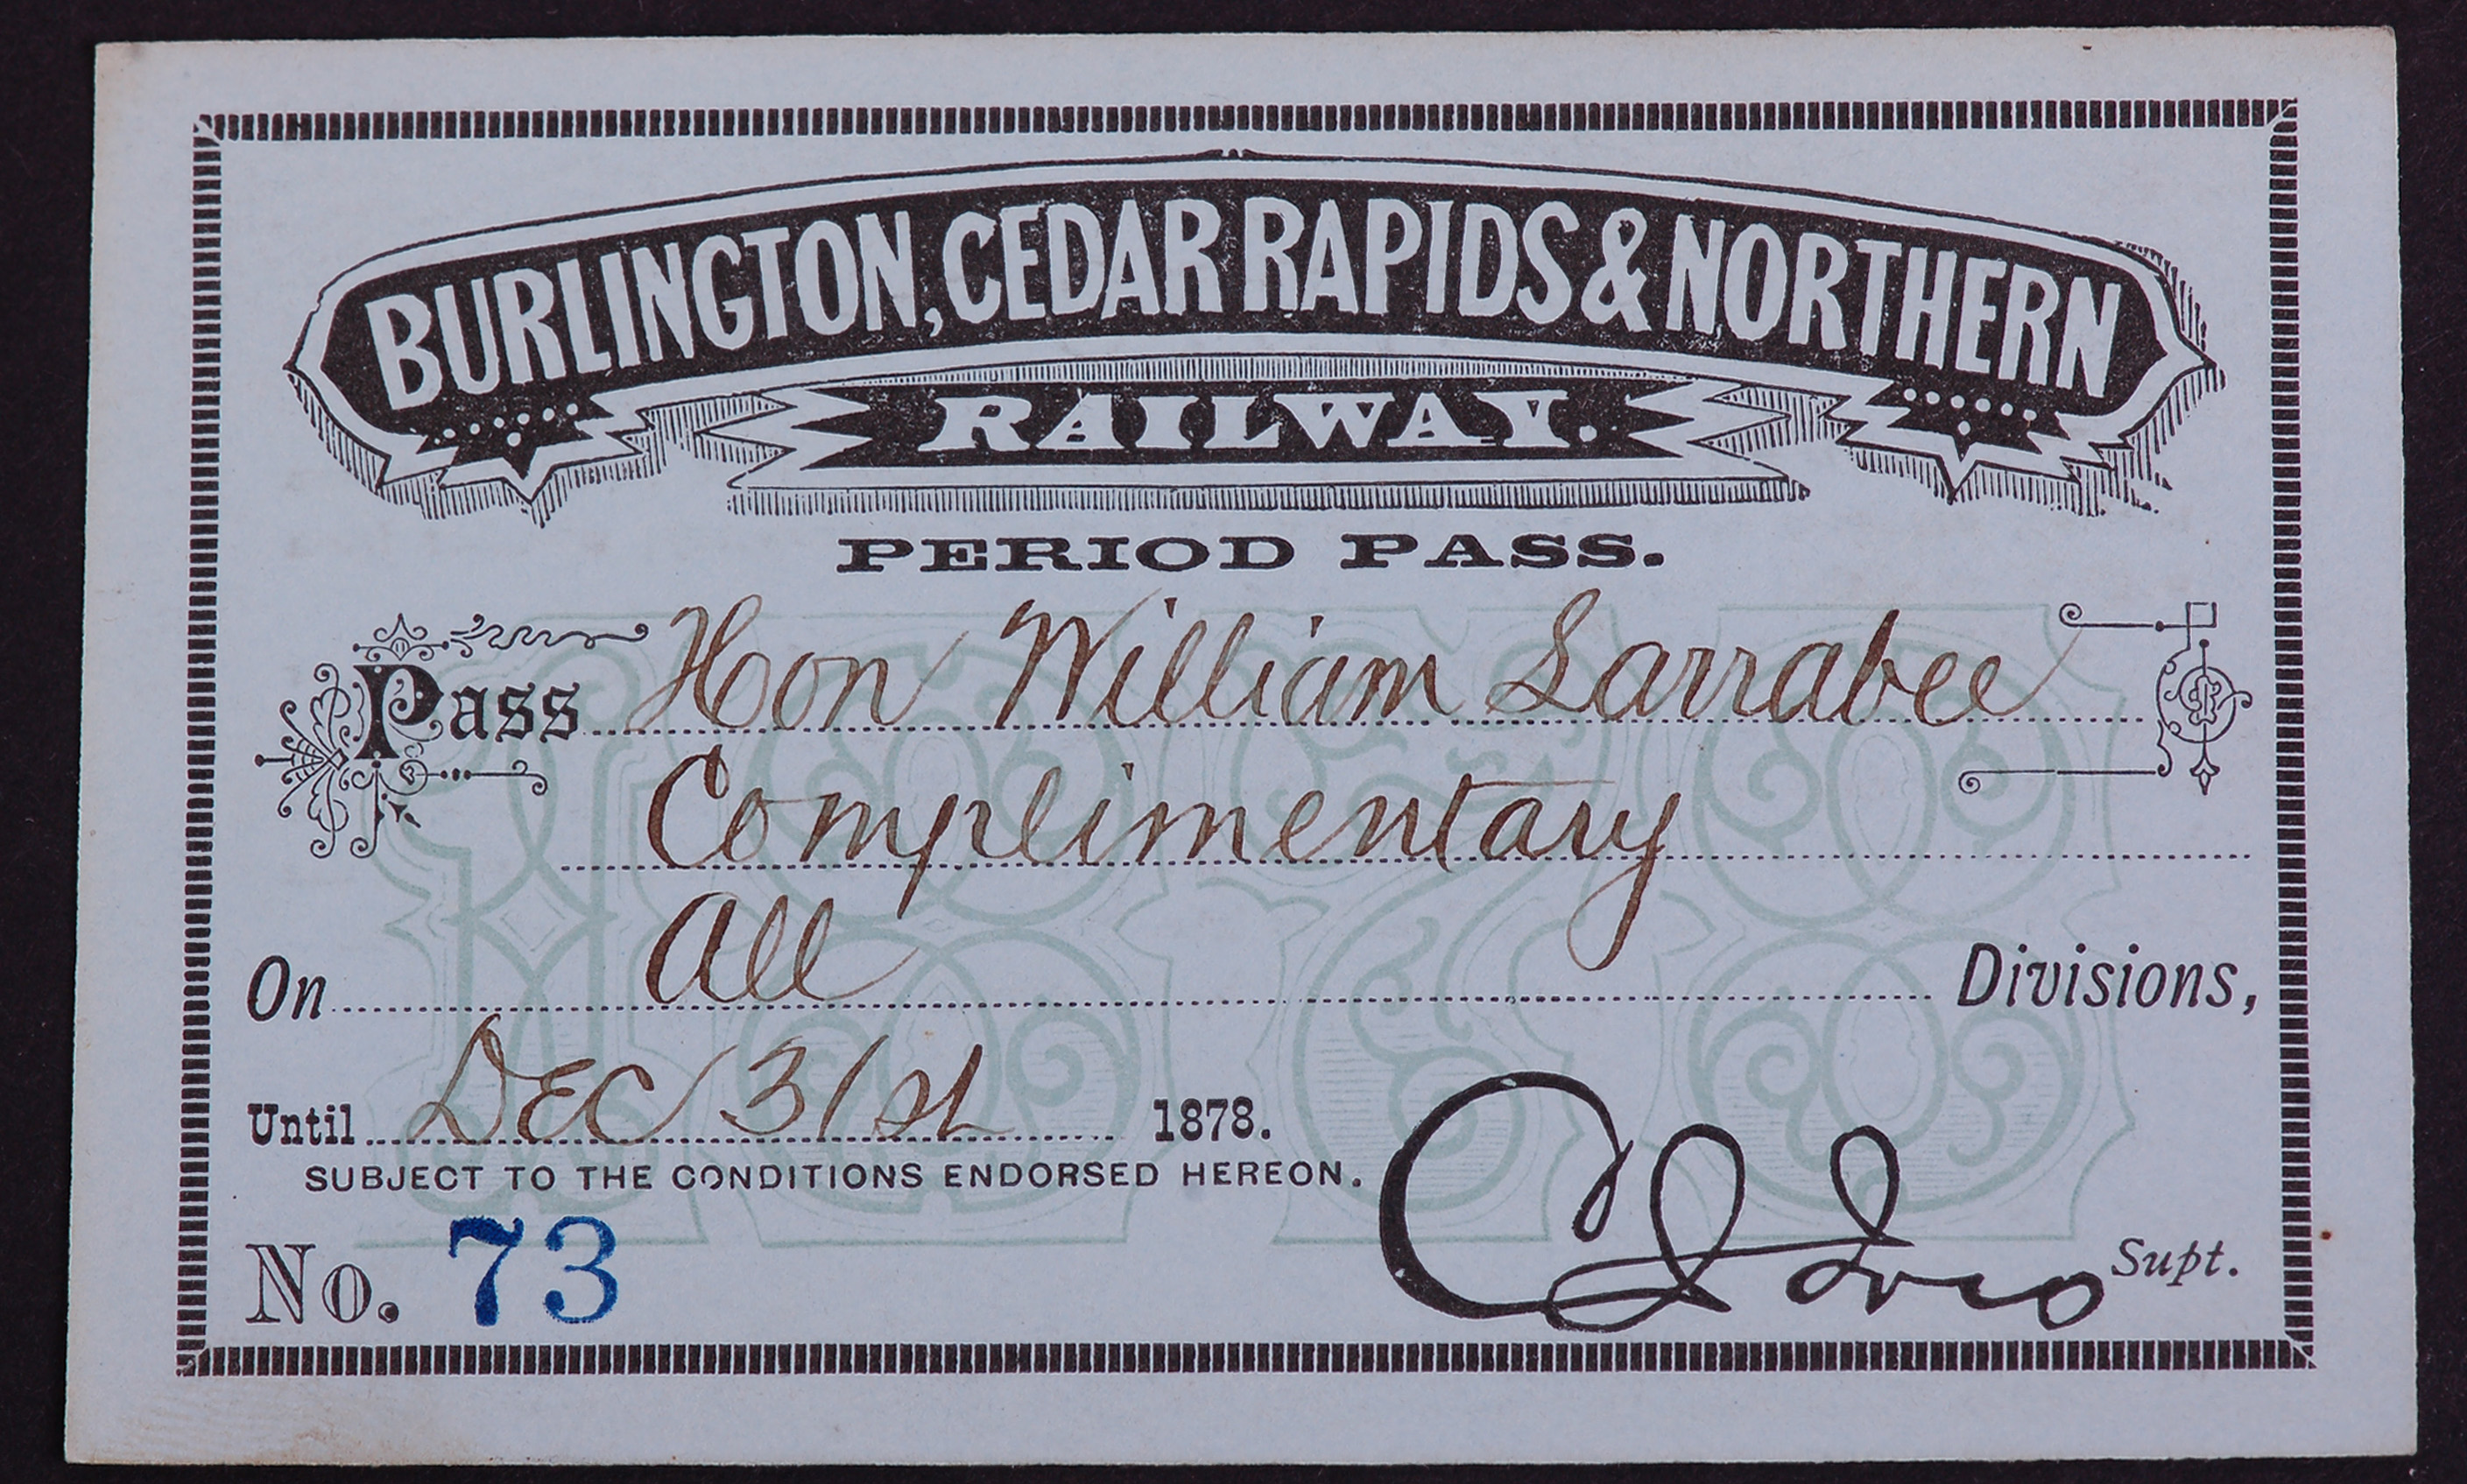 BURLINGTON, CEDAR RAPIDS & NORTHERN
RAILWAY.
PERIOD PASS.
Pass Hon William Larrabee
Complimentary
On All Divisions,
Until DEC 31st 1878.
SUBJECT TO THE CONDITIONS ENDORSED HEREON.
No. 73 Supt.
1878